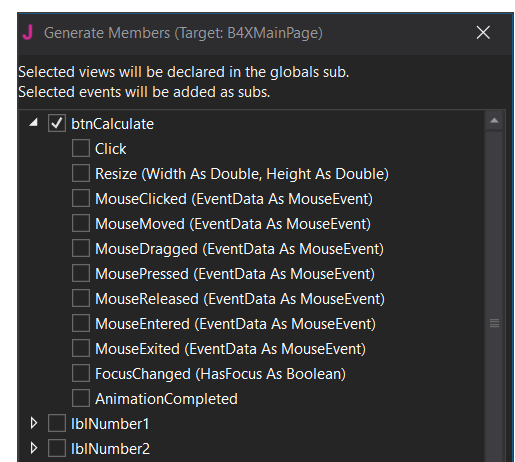 J Generate Members (Target: B4XMainPage)
Selected views will be declared in the globals sub.
Selected events will be added as subs.
btnCalculate
Click
Resize (Width As Double, Height As Double)
MouseClicked (EventData As MouseEvent)
MouseMoved (EventData As MouseEvent)
MouseDragged (EventData As MouseEvent)
MousePressed (EventData As MouseEvent)
MouseReleased (EventData As MouseEvent)
MouseEntered (EventData As MouseEvent)
MouseExited (EventData As MouseEvent)
FocusChanged (HasFocus As Boolean)
AnimationCompleted
lblNumber1
lblNumber2